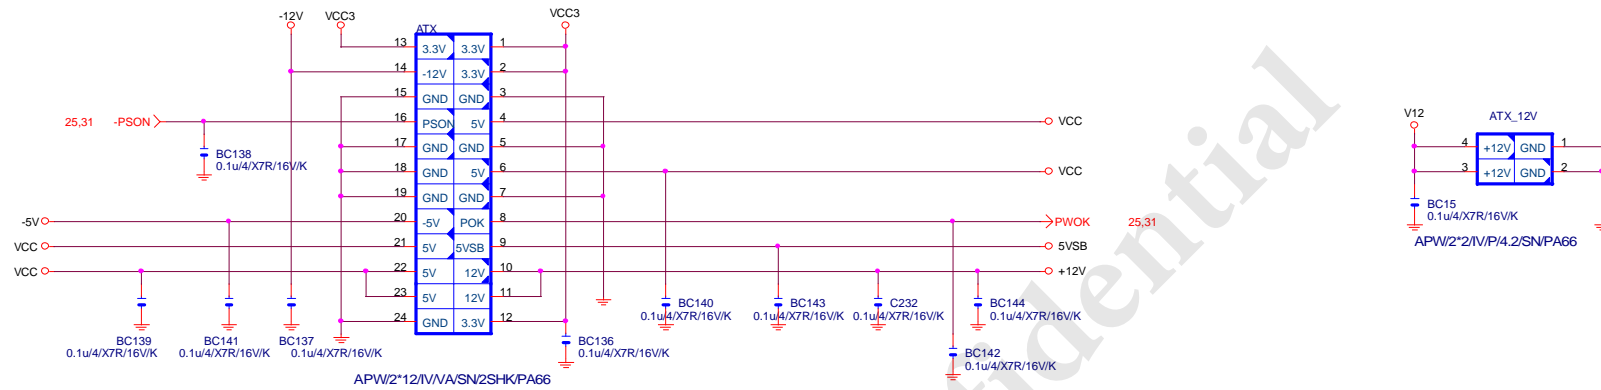 -12V VCC3 VCC3
ATX
13 3.3V 3.3V 1
14 -12V 3.3V 2
15 GND GND 3
25,31 -PSON 16 PSON 5V 4 VCC
17 GND GND 5
18 GND 5V 6 VCC
19 GND GND 7
-5V 20 -5V POK 8 PWOK 25,31
VCC 21 5V 5VSB 9 5VSB
VCC 22 5V 12V 10 +12V
23 5V 12V 11
24 GND 3.3V 12
BC138
0.1u/4/X7R/16V/K
BC139
0.1u/4/X7R/16V/K
BC141
0.1u/4/X7R/16V/K
BC137
0.1u/4/X7R/16V/K
BC136
0.1u/4/X7R/16V/K
BC140
0.1u/4/X7R/16V/K
BC143
0.1u/4/X7R/16V/K
C232
0.1u/4/X7R/16V/K
BC144
0.1u/4/X7R/16V/K
BC142
0.1u/4/X7R/16V/K
APW/2*12/IV/VA/SN/2SHK/PA66
V12
ATX_12V
4 +12V GND 1
3 +12V GND 2
BC15
0.1u/4/X7R/16V/K
APW/2*2/IV/P/4.2/SN/PA66
fidential